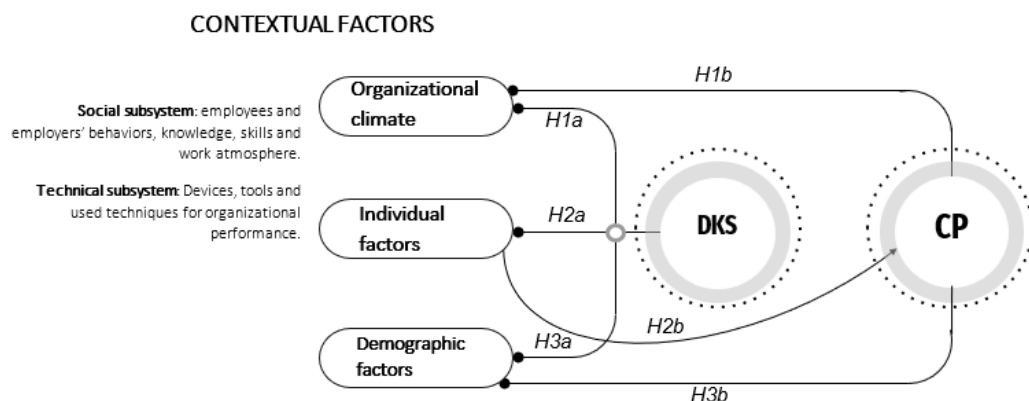 CONTEXTUAL FACTORS
Social subsystem: employees and
employers' behaviors, knowledge, skills and
work atmosphere.
Technical subsystem: Devices, tools and
used techniques for organizational
performance.
Organizational
climate
Individual
factors
Demographic
factors
H1b
H1a
H2a
H2b
H3a
H3b
DKS
CP